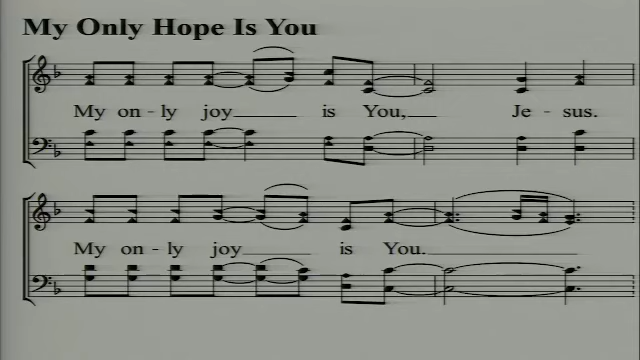 My Only Hope Is You
My on - ly joy is You, Je - sus.
My on - ly joy is You.